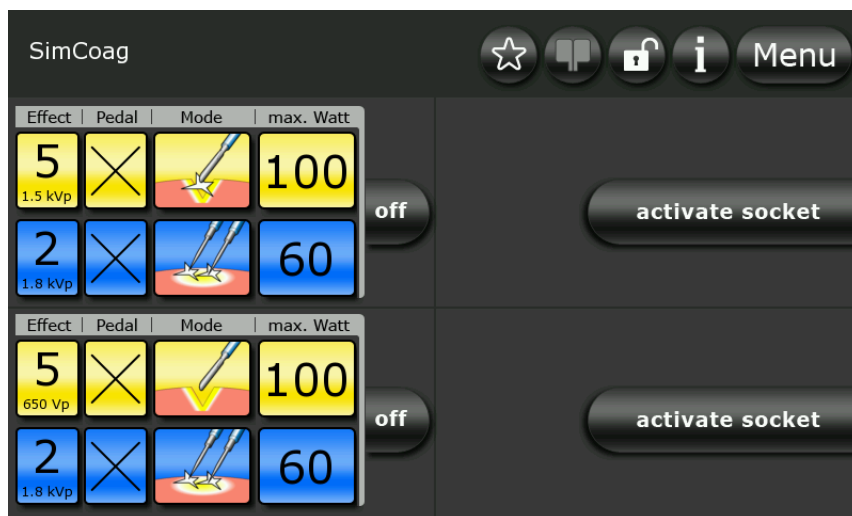 SimCoag
i Menu
Effect | Pedal | Mode | max. Watt
5
1.5 kVp
100
2
1.8 kVp
60
off
activate socket
Effect | Pedal | Mode | max. Watt
5
650 Vp
100
2
1.8 kVp
60
off
activate socket